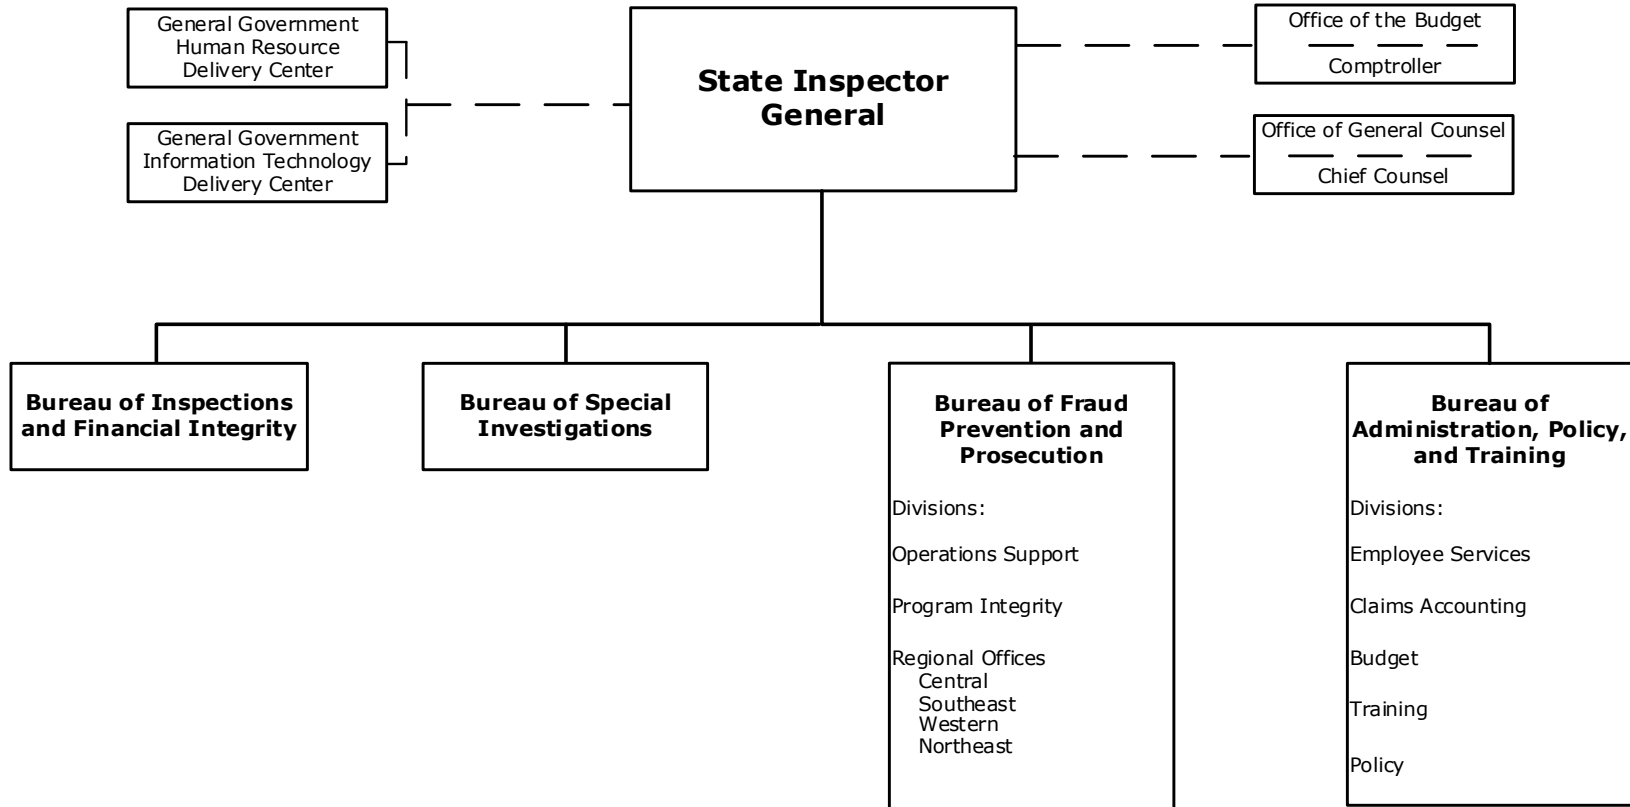 General Government
Human Resource
Delivery Center
General Government
Information Technology
Delivery Center
State Inspector
General
Office of the Budget
Comptroller
Office of General Counsel
Chief Counsel
Bureau of Inspections
and Financial Integrity
Bureau of Special
Investigations
Bureau of Fraud
Prevention and
Prosecution
Divisions:
Operations Support
Program Integrity
Regional Offices
Central
Southeast
Western
Northeast
Bureau of
Administration, Policy,
and Training
Divisions:
Employee Services
Claims Accounting
Budget
Training
Policy